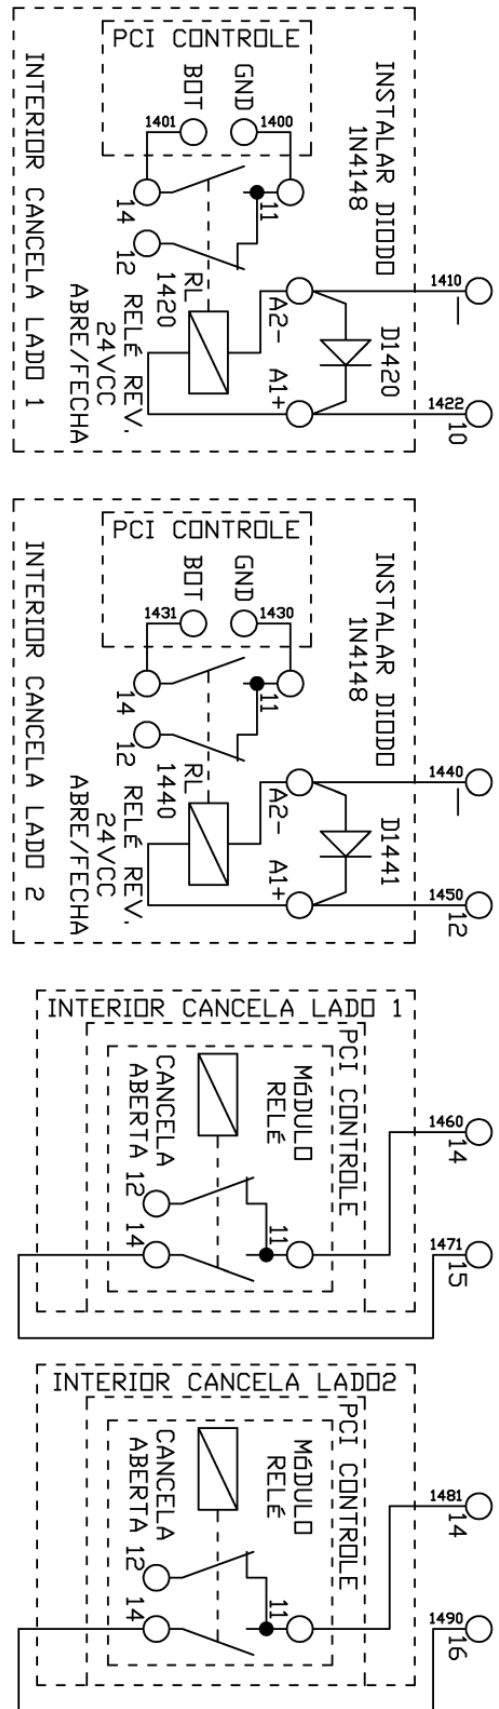 PCI CONTROLE
INTERIOR CANCELA LADO 1
BOT
GND
INSTALAR DIODO
1N4148
1401
1400
14
11
12
RL
1420
RELÉ REV.
24VCC
ABRE/FECHA
A2-
A1+
D1420
1410
1422
10
PCI CONTROLE
INTERIOR CANCELA LADO 2
BOT
GND
INSTALAR DIODO
1N4148
1431
1430
14
11
12
RL
1440
RELÉ REV.
24VCC
ABRE/FECHA
A2-
A1+
D1441
1440
1450
12
INTERIOR CANCELA LADO 1
PCI CONTROLE
MóDULO
RELÉ
CANCELA
ABERTA
12
14
11
1460
14
1471
15
INTERIOR CANCELA LADO2
PCI CONTROLE
MóDULO
RELÉ
CANCELA
ABERTA
12
14
11
1481
14
1490
16